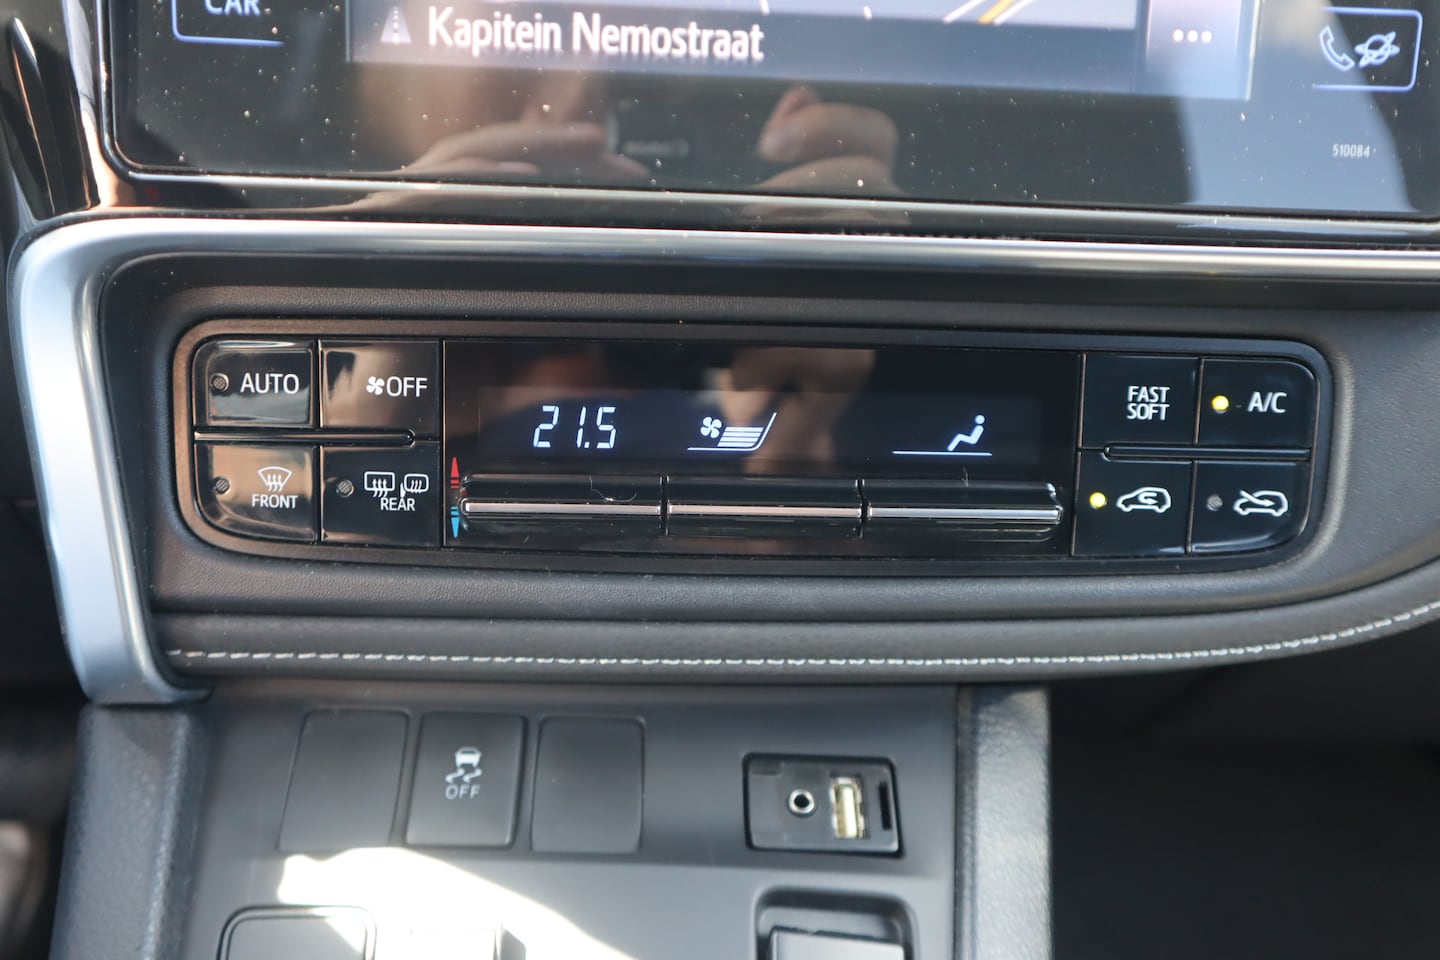 CAR
Kapitein Nemostraat
510084
AUTO
OFF
21.5
FAST
SOFT
A/C
FRONT
REAR
OFF